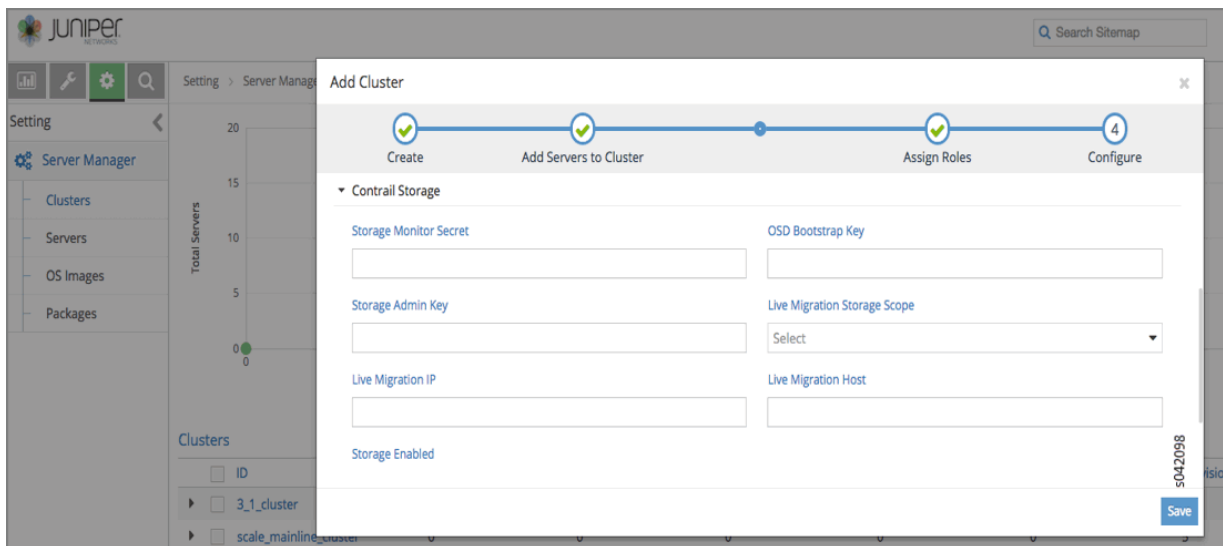 JUNIPER
NETWORKS
Search Sitemap
Setting > Server Manage
Add Cluster
×
Setting
Server Manager
Clusters
Servers
OS Images
Packages
Total Servers
20
15
10
5
0
0
Create
Add Servers to Cluster
Assign Roles
4
Configure
Contrail Storage
Storage Monitor Secret
OSD Bootstrap Key
Storage Admin Key
Live Migration Storage Scope
Select
Live Migration IP
Live Migration Host
Storage Enabled
s042098
Save
Clusters
ID
3_1_cluster
scale_mainline_cluster